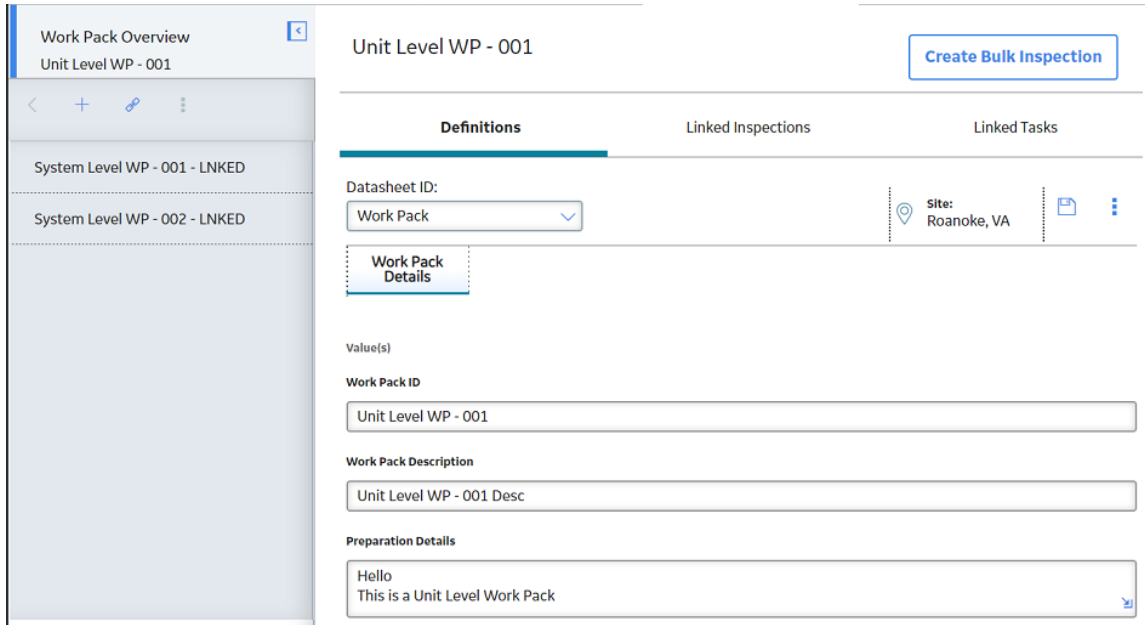 Work Pack Overview
Unit Level WP - 001
System Level WP - 001 - LNKED
System Level WP - 002 - LNKED
Unit Level WP - 001
Create Bulk Inspection
Definitions
Linked Inspections
Linked Tasks
Datasheet ID:
Work Pack
Site:
Roanoke, VA
Work Pack
Details
Value(s)
Work Pack ID
Unit Level WP - 001
Work Pack Description
Unit Level WP - 001 Desc
Preparation Details
Hello
This is a Unit Level Work Pack